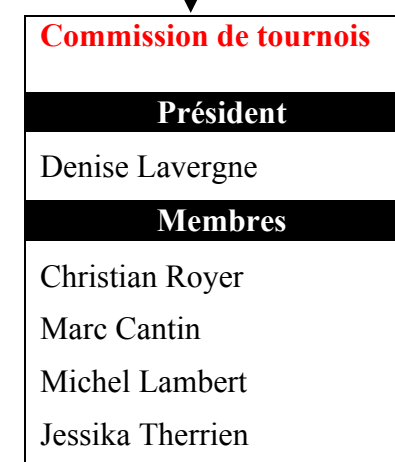 Commission de tournois
Président
Denise Lavergne
Membres
Christian Royer
Marc Cantin
Michel Lambert
Jessika Therrien